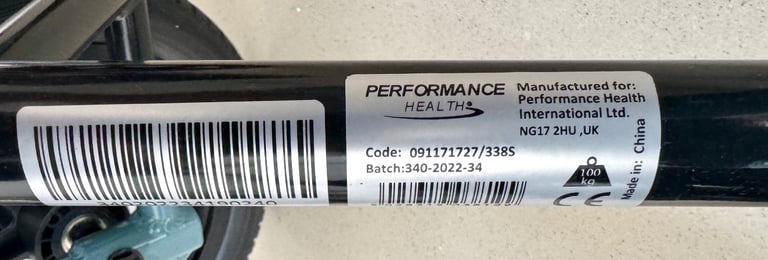 PERFORMANCE
HEALTH
Manufactured for:
Performance Health
International Ltd.
NG17 2HU ,UK
Code: 091171727/338S
Batch:340-2022-34
100
kg
CE
Made in: China